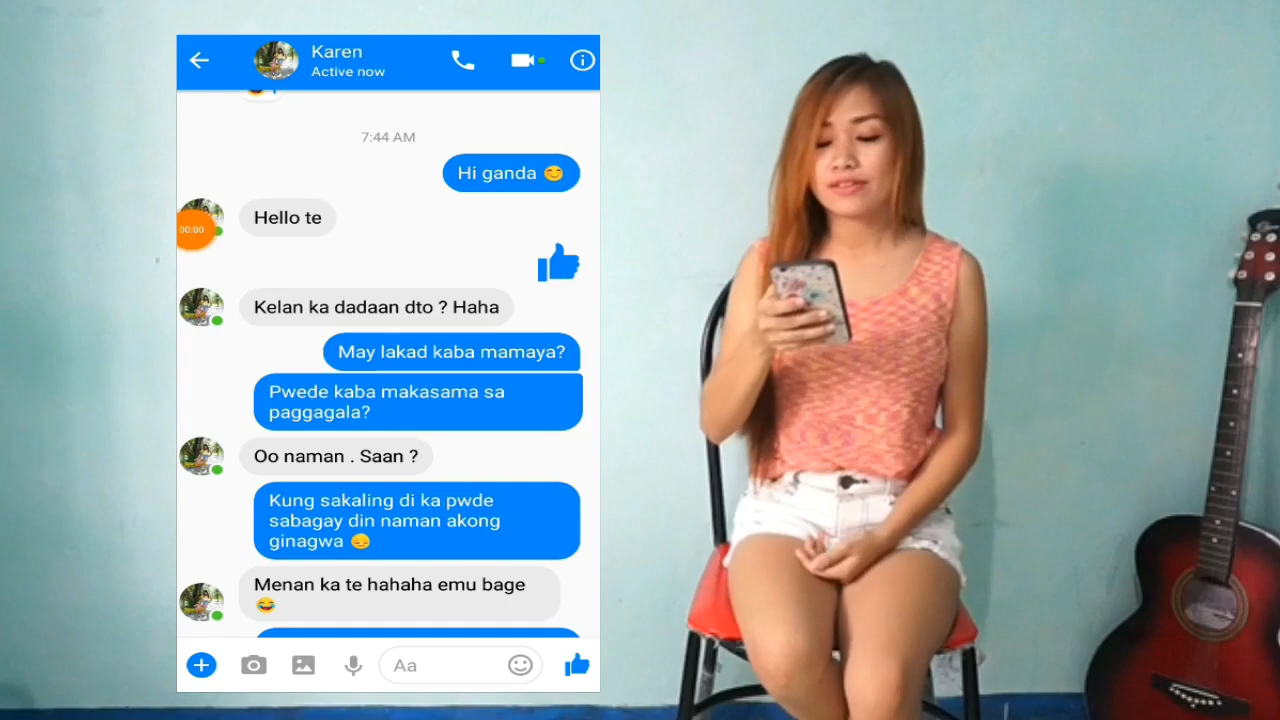 Karen
Active now
7:44 AM
Hi ganda 😊
Hello te
00:00
Kelan ka dadaan dto ? Haha
May lakad kaba mamaya?
Pwede kaba makasama sa
paggagala?
Oo naman . Saan ?
Kung sakaling di ka pwde
sabagay din naman akong
ginagwa 😔
Menan ka te hahaha emu bage
😂
Aa